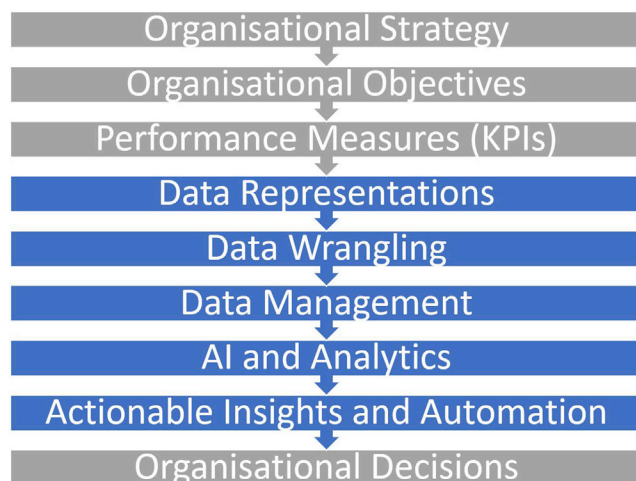 Organisational Strategy
Organisational Objectives
Performance Measures (KPIs)
Data Representations
Data Wrangling
Data Management
AI and Analytics
Actionable Insights and Automation
Organisational Decisions